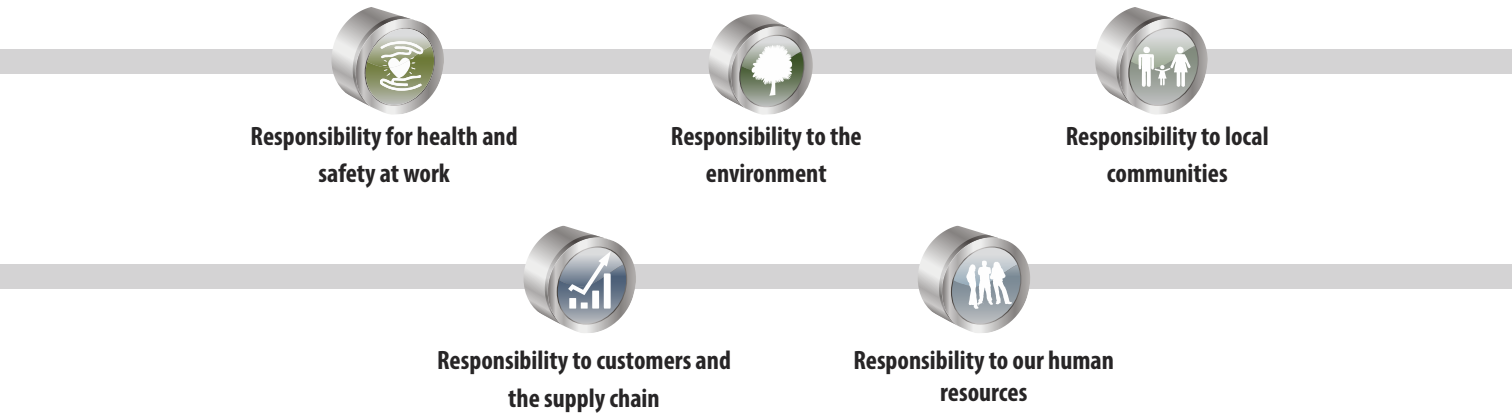 Responsibility for health and
safety at work
Responsibility to the
environment
Responsibility to local
communities
Responsibility to customers and
the supply chain
Responsibility to our human
resources